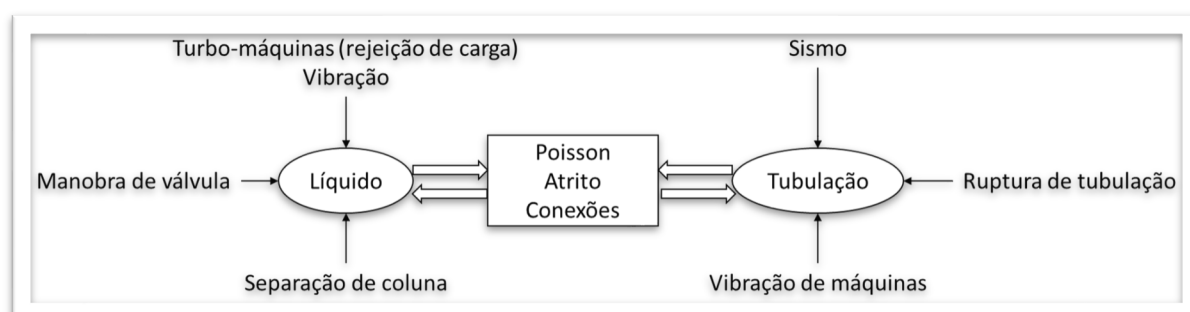 Turbo-máquinas (rejeição de carga)
Vibração
Sismo
Manobra de válvula
Líquido
Poisson
Atrito
Conexões
Tubulação
Ruptura de tubulação
Separação de coluna
Vibração de máquinas